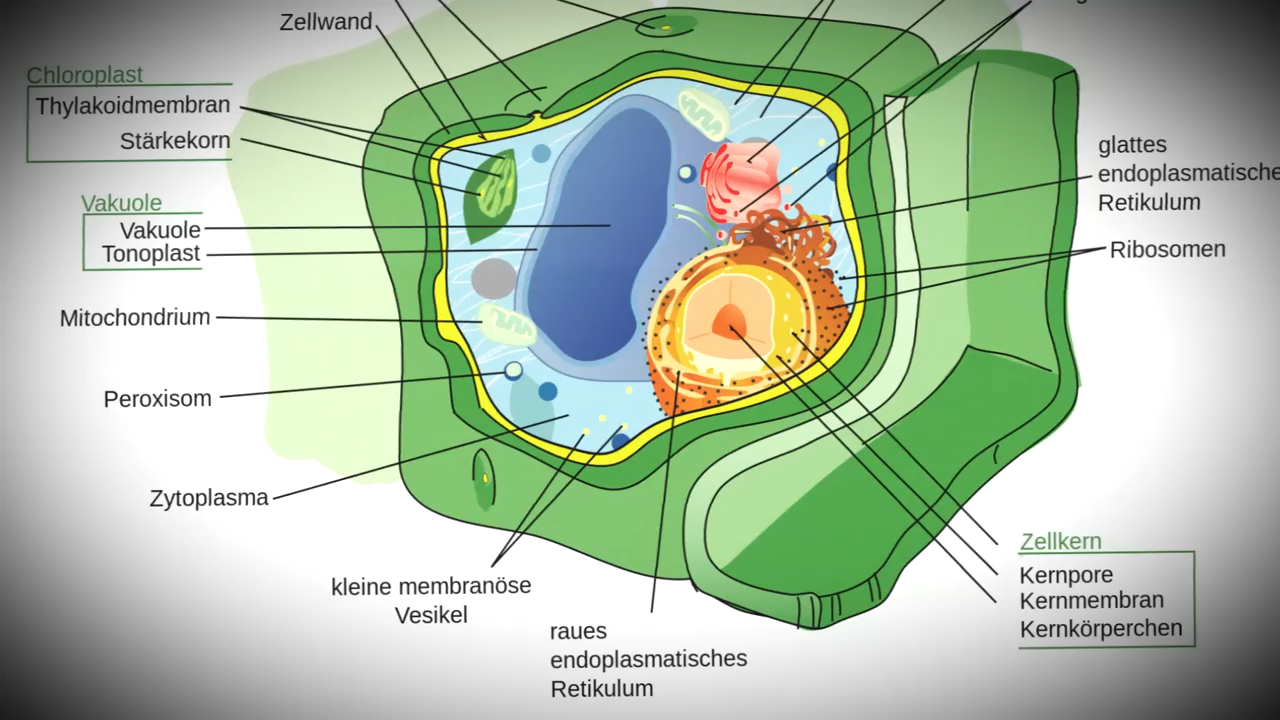 Zellwand
Chloroplast
Thylakoidmembran
Stärkekorn
Vakuole
Vakuole
Tonoplast
Mitochondrium
Peroxisom
Zytoplasma
kleine membranöse
Vesikel
raues
endoplasmatisches
Retikulum
glattes
endoplasmatische
Retikulum
Ribosomen
Zellkern
Kernpore
Kernmembran
Kernkörperchen